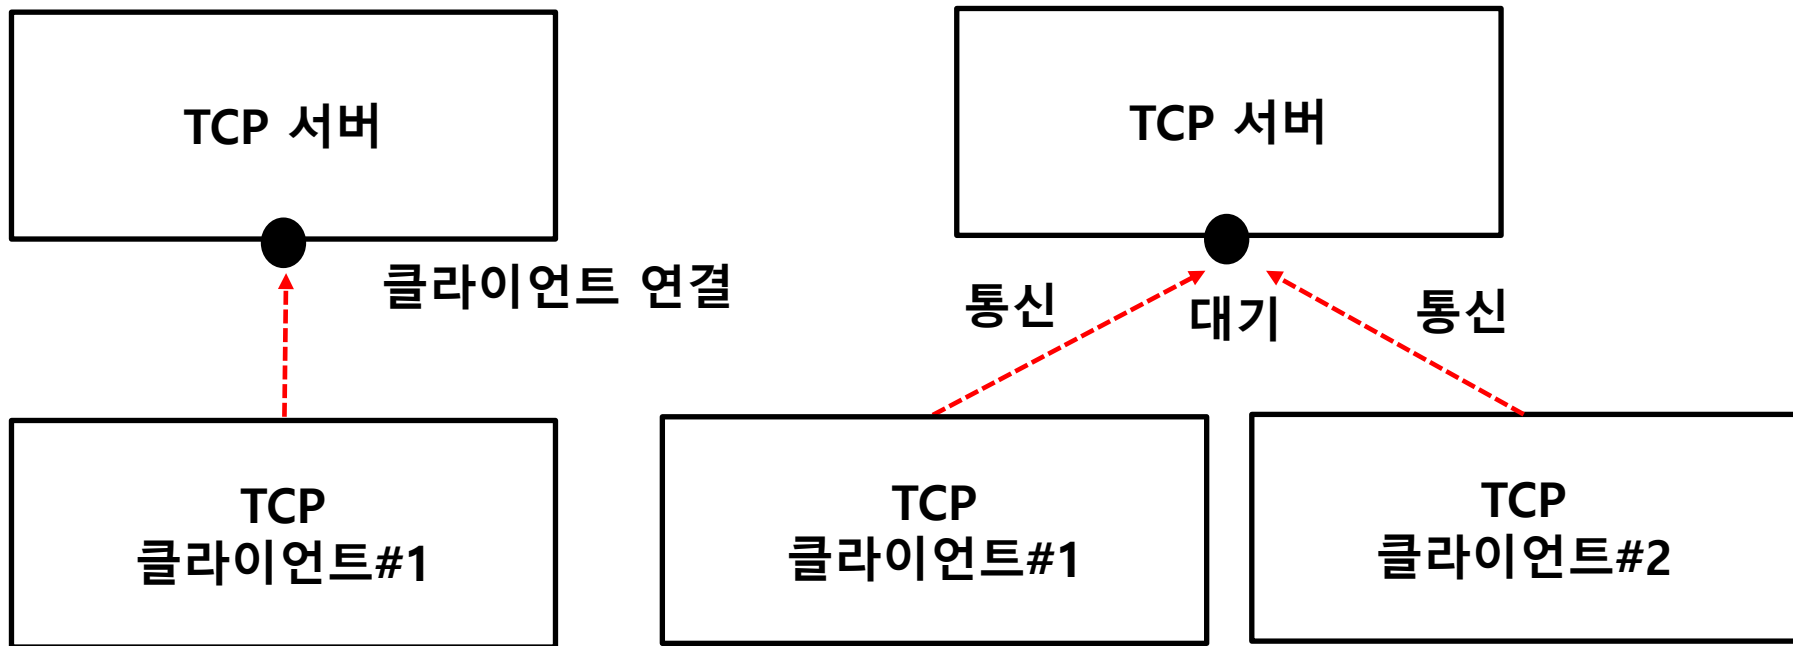 TCP 서버
클라이언트 연결
TCP
클라이언트#1
TCP 서버
통신
대기
통신
TCP
클라이언트#1
TCP
클라이언트#2